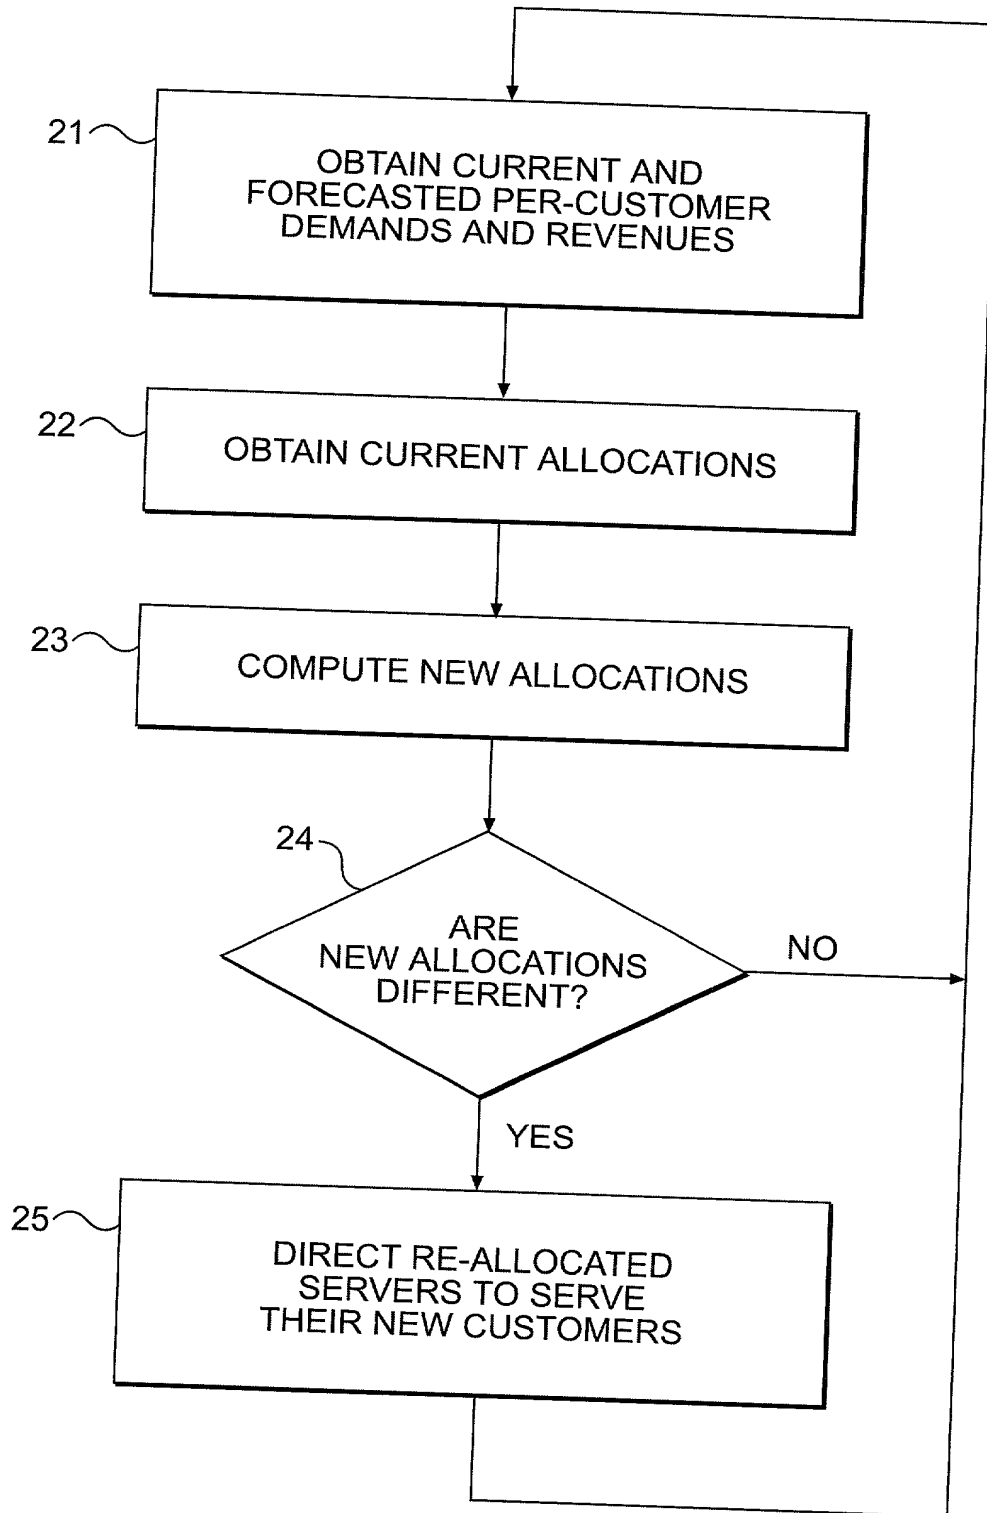 21
OBTAIN CURRENT AND
FORECASTED PER-CUSTOMER
DEMANDS AND REVENUES
22
OBTAIN CURRENT ALLOCATIONS
23
COMPUTE NEW ALLOCATIONS
24
ARE
NEW ALLOCATIONS
DIFFERENT?
NO
YES
25
DIRECT RE-ALLOCATED
SERVERS TO SERVE
THEIR NEW CUSTOMERS